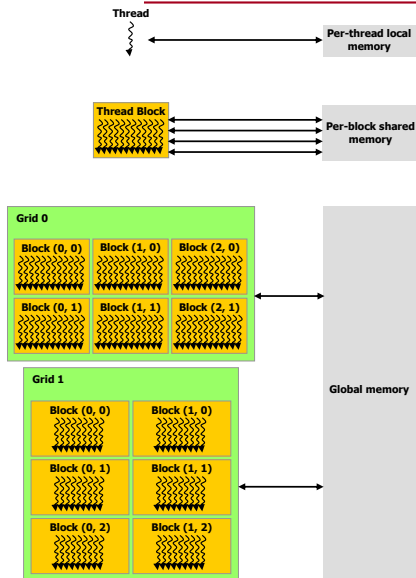 Thread
Per-thread local
memory
Thread Block
Per-block shared
memory
Grid 0
Block (0, 0) Block (1, 0) Block (2, 0)
Block (0, 1) Block (1, 1) Block (2, 1)
Global memory
Grid 1
Block (0, 0) Block (1, 0)
Block (0, 1) Block (1, 1)
Block (0, 2) Block (1, 2)